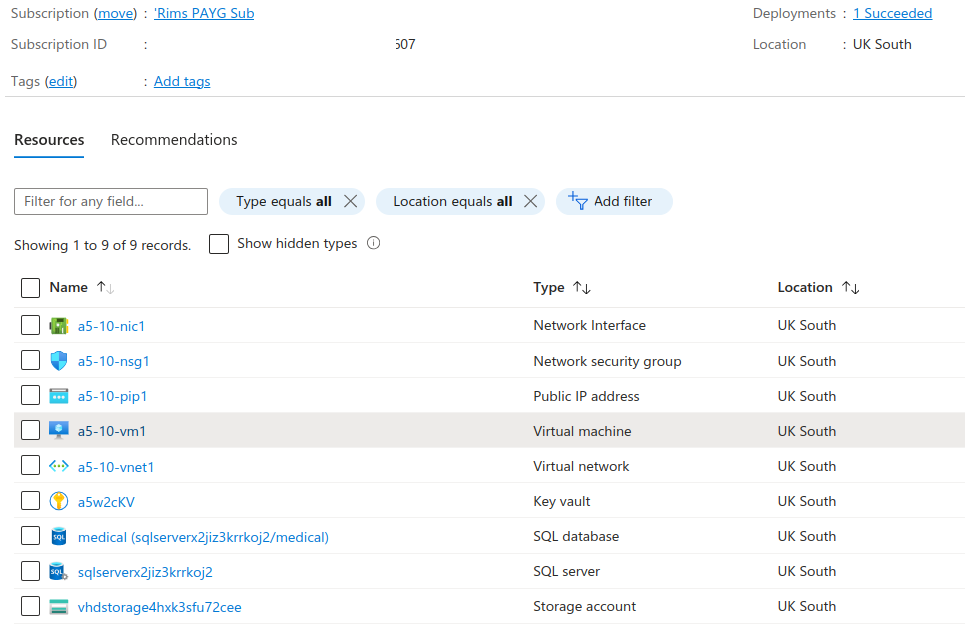 Subscription (move) : 'Rims PAYG Sub Deployments : 1 Succeeded
Subscription ID : 507 Location : UK South
Tags (edit) : Add tags
Resources Recommendations
Filter for any field... Type equals all Location equals all Add filter
Showing 1 to 9 of 9 records. Show hidden types
Name Type Location
a5-10-nic1 Network Interface UK South
a5-10-nsg1 Network security group UK South
a5-10-pip1 Public IP address UK South
a5-10-vm1 Virtual machine UK South
a5-10-vnet1 Virtual network UK South
a5w2cKV Key vault UK South
medical (sqlserverx2jiz3krrkoj2/medical) SQL database UK South
sqlserverx2jiz3krrkoj2 SQL server UK South
vhdstorage4hxk3sfu72cee Storage account UK South